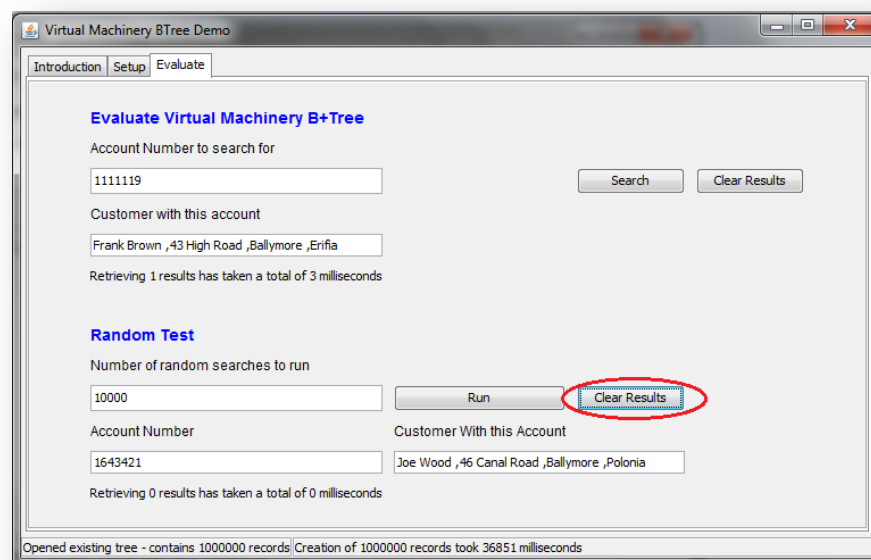 Virtual Machinery BTree Demo
Introduction Setup Evaluate
Evaluate Virtual Machinery B+Tree
Account Number to search for
1111119 Search Clear Results
Customer with this account
Frank Brown ,43 High Road ,Ballymore ,Erifia
Retrieving 1 results has taken a total of 3 milliseconds
Random Test
Number of random searches to run
10000 Run Clear Results
Account Number Customer With this Account
1643421 Joe Wood ,46 Canal Road ,Ballymore ,Polonia
Retrieving 0 results has taken a total of 0 milliseconds
Opened existing tree - contains 1000000 records Creation of 1000000 records took 36851 milliseconds